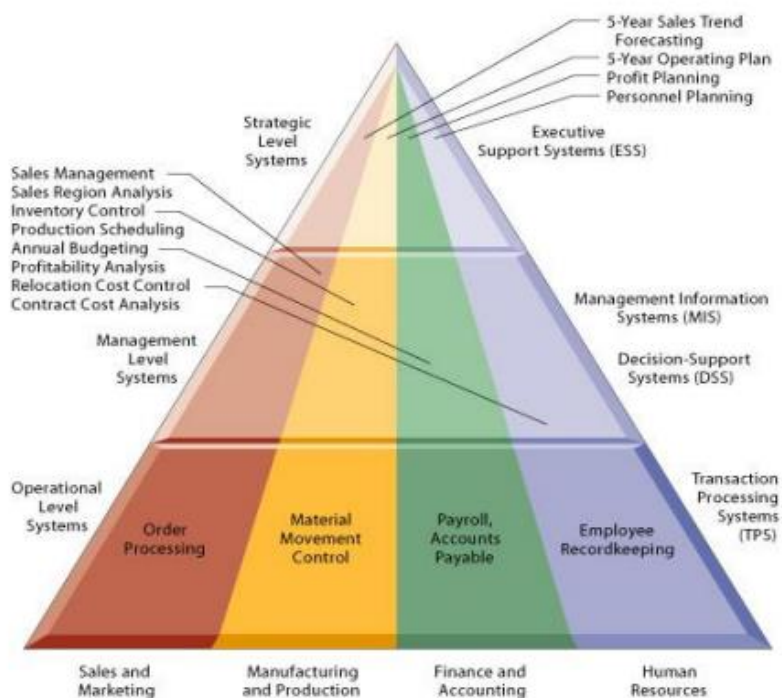 5-Year Sales Trend
Forecasting
5-Year Operating Plan
Profit Planning
Personnel Planning
Strategic
Level
Systems
Executive
Support Systems (ESS)
Sales Management
Sales Region Analysis
Inventory Control
Production Scheduling
Annual Budgeting
Profitability Analysis
Relocation Cost Control
Contract Cost Analysis
Management Information
Systems (MIS)
Management
Level
Systems
Decision-Support
Systems (DSS)
Operational
Level
Systems
Order
Processing
Material
Movement
Control
Payroll,
Accounts
Payable
Employee
Recordkeeping
Transaction
Processing
Systems
(TPS)
Sales and
Marketing
Manufacturing
and Production
Finance and
Accounting
Human
Resources